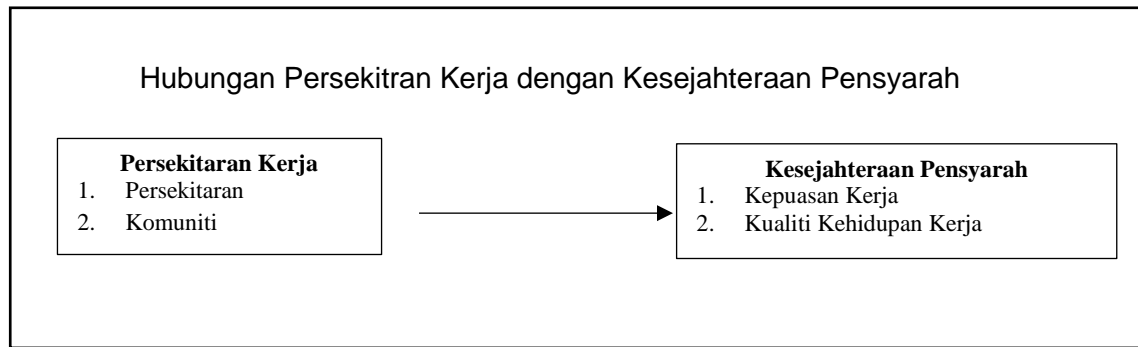 Hubungan Persekitran Kerja dengan Kesejahteraan Pensyarah
Persekitaran Kerja
1. Persekitaran
2. Komuniti
Kesejahteraan Pensyarah
1. Kepuasan Kerja
2. Kualiti Kehidupan Kerja